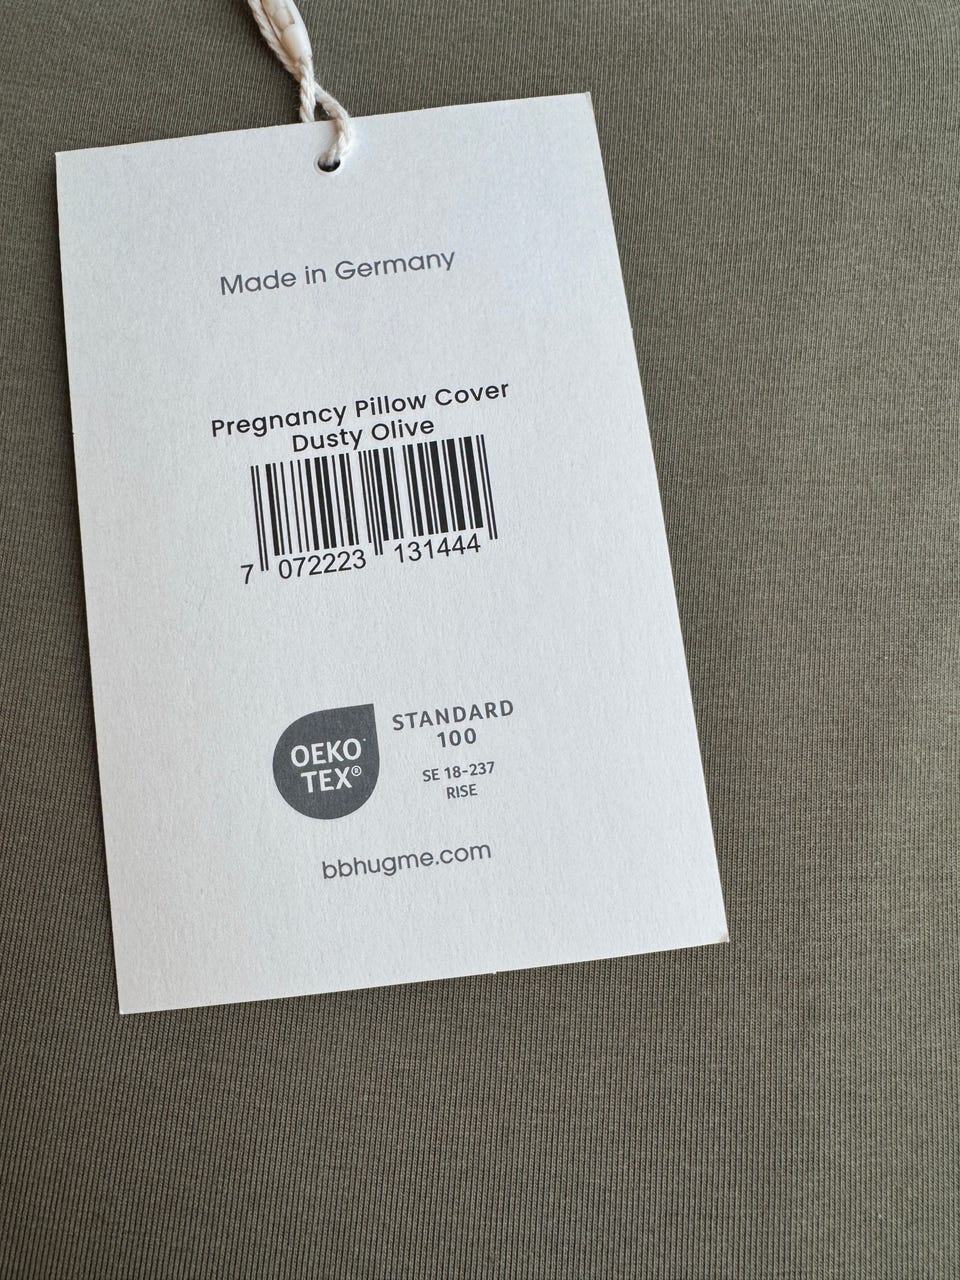 Made in Germany
Pregnancy Pillow Cover
Dusty Olive
7 072223 131444
OEKO
TEX®
STANDARD
100
SE 18-237
RISE
bbhugme.com